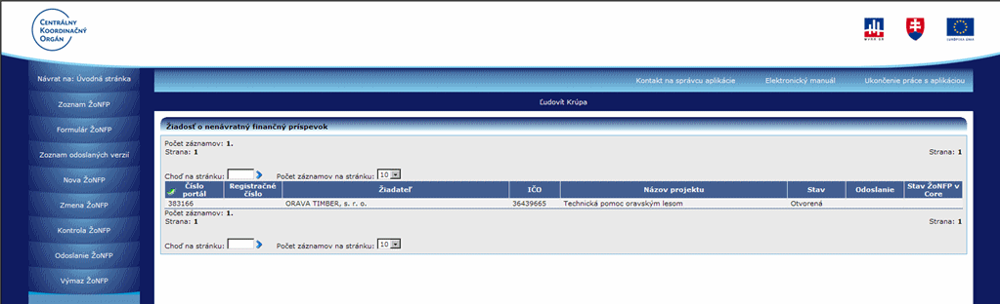 CENTRÁLNY
KOORDINAČNÝ
ORGÁN
MVRR SR
EURÓPSKA ÚNIA
Návrat na: Úvodná stránka
Kontakt na správcu aplikácie Elektronický manuál Ukončenie práce s aplikáciou
Zoznam ŽoNFP
Ľudovít Krúpa
Formulár ŽoNFP
Zoznam odoslaných verzií
Nova ŽoNFP
Zmena ŽoNFP
Kontrola ŽoNFP
Odoslanie ŽoNFP
Výmaz ŽoNFP
Žiadosť o nenávratný finančný príspevok
Počet záznamov: 1.
Strana: 1 Strana: 1
Choď na stránku: Počet záznamov na stránku: 10
Číslo portál Registračné číslo Žiadateľ IČO Názov projektu Stav Odoslanie Stav ŽoNFP v Core
383166 ORAVA TIMBER, s. r. o. 36439665 Technická pomoc oravským lesom Otvorená
Počet záznamov: 1.
Strana: 1 Strana: 1
Choď na stránku: Počet záznamov na stránku: 10